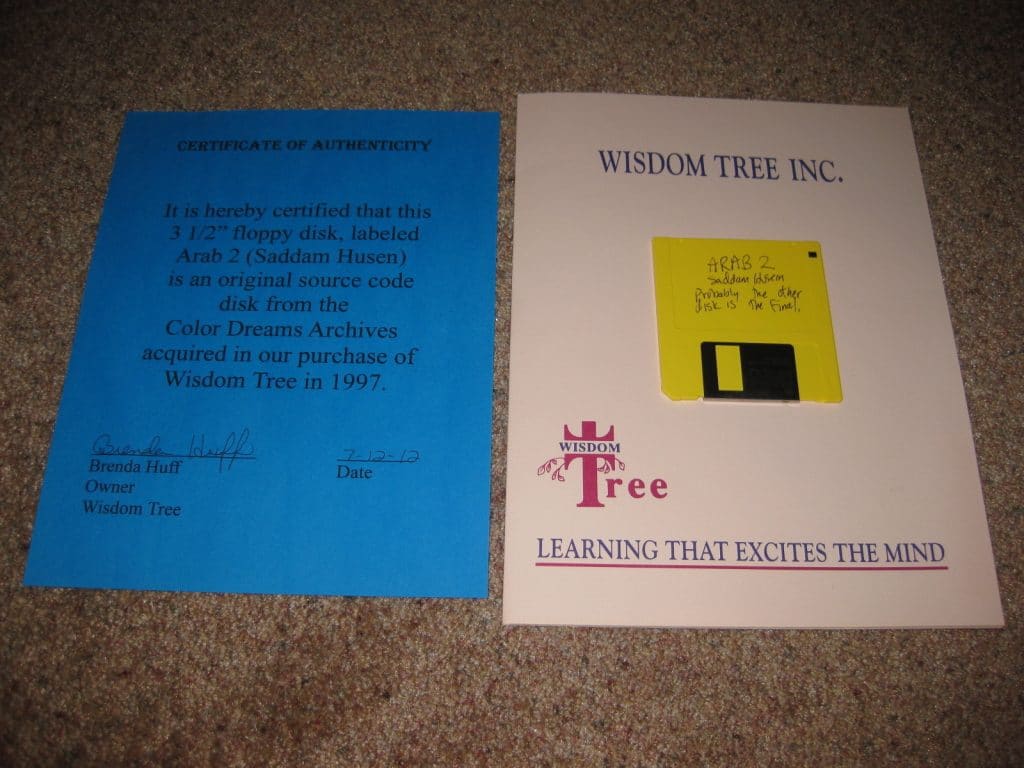 CERTIFICATE OF AUTHENTICITY
It is hereby certified that this
3 1/2" floppy disk, labeled
Arab 2 (Saddam Husen)
is an original source code
disk from the
Color Dreams Archives
acquired in our purchase of
Wisdom Tree in 1997.
Brenda Huff 7-12-12
Brenda Huff Date
Owner
Wisdom Tree
WISDOM TREE INC.
ARAB 2
Saddam Husem
Probably the other
disk is the final.
WISDOM
Tree
LEARNING THAT EXCITES THE MIND